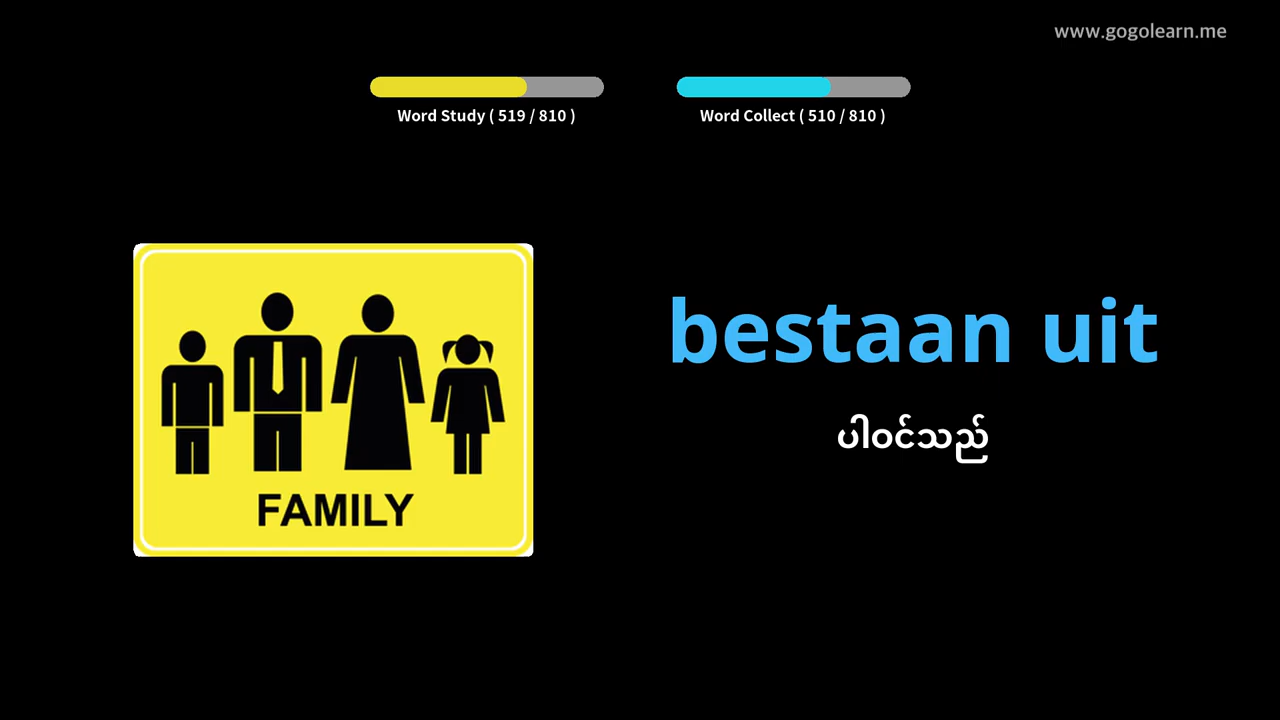 www.gogolearn.me
Word Study ( 519 / 810 )
Word Collect ( 510 / 810 )
FAMILY
bestaan uit
ပါဝင်သည်